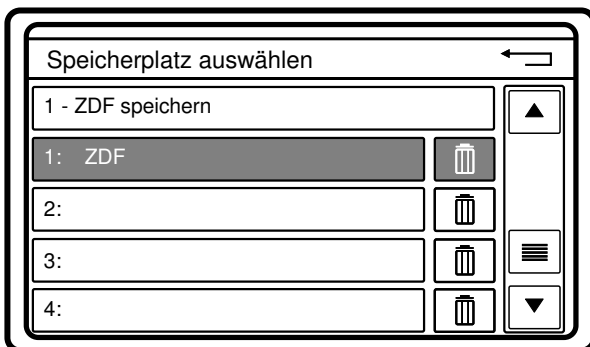 Speicherplatz auswählen
1 - ZDF speichern
1: ZDF
2:
3:
4: